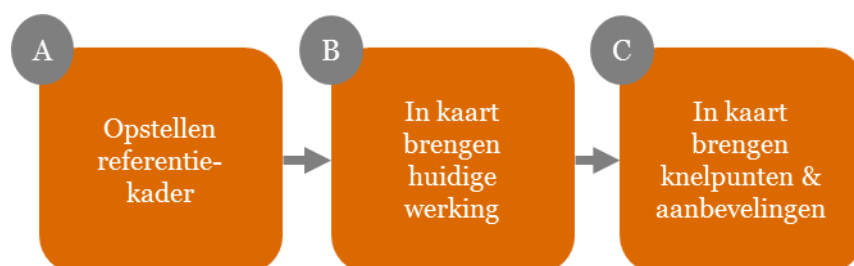 A
Opstellen
referentie-
kader
B
In kaart
brengen
huidige
werking
C
In kaart
brengen
knelpunten &
aanbevelingen